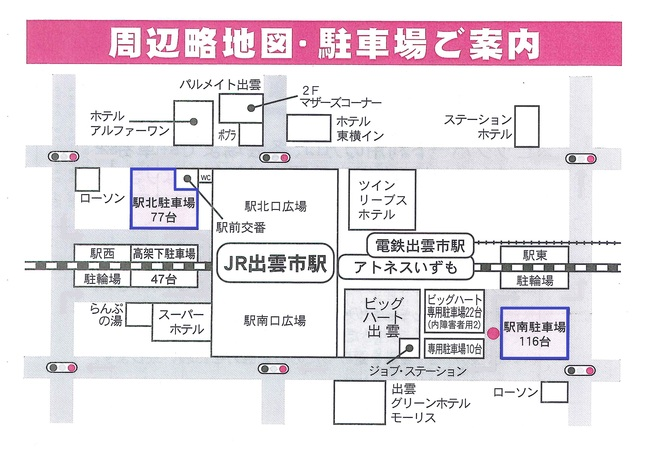 周辺略地図・駐車場ご案内
パルメイト出雲
2F
マザーズコーナー
ホテル
アルファーワン
ポプラ
ホテル
東横イン
ステーション
ホテル
ローソン
駅北駐車場
77台
WC
駅前交番
駅北口広場
ツイン
リーブス
ホテル
電鉄出雲市駅
JR出雲市駅
アトネスいずも
駅西
駐輪場
高架下駐車場
47台
駅東
駐輪場
らんぷ
の湯
スーパー
ホテル
駅南口広場
ビッグ
ハート
出雲
ビッグハート
専用駐車場22台
(内障害者用2)
専用駐車場10台
駅南駐車場
116台
ジョブ・ステーション
出雲
グリーンホテル
モーリス
ローソン